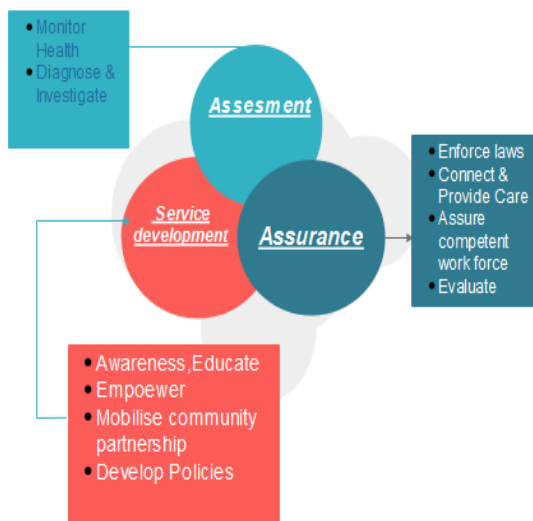 • Monitor
Health
• Diagnose &
Investigate
Assesment
Service
development
Assurance
• Enforce laws
• Connect &
Provide Care
• Assure
competent
work force
• Evaluate
• Awareness,Educate
• Empoewer
• Mobilise community
partnership
• Develop Policies